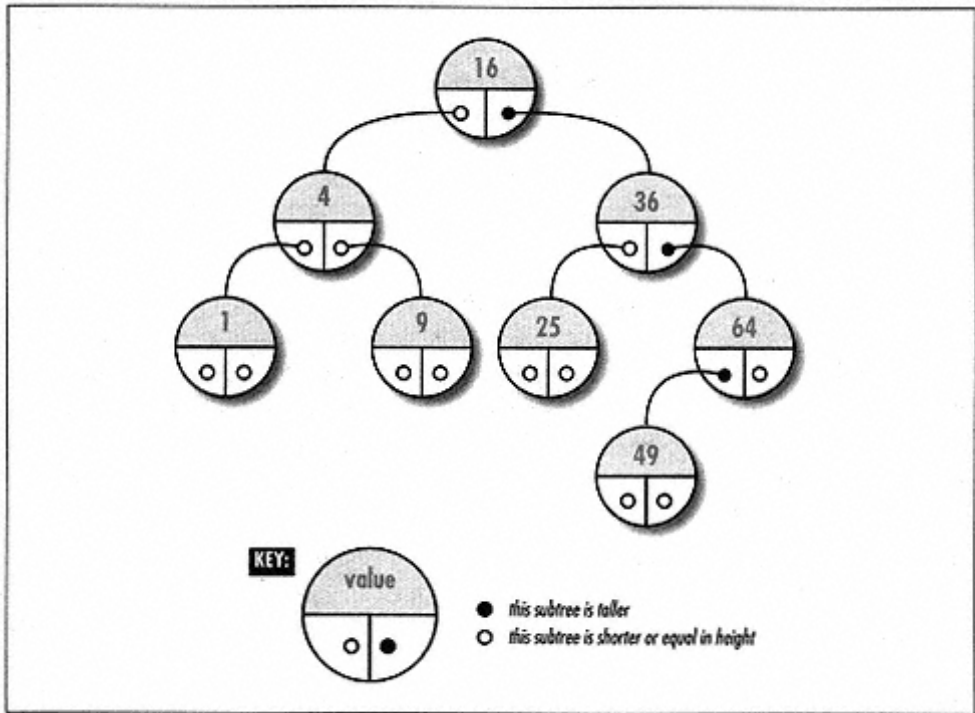 16
4
36
1
9
25
64
49
KEY:
value
this subtree is taller
this subtree is shorter or equal in height